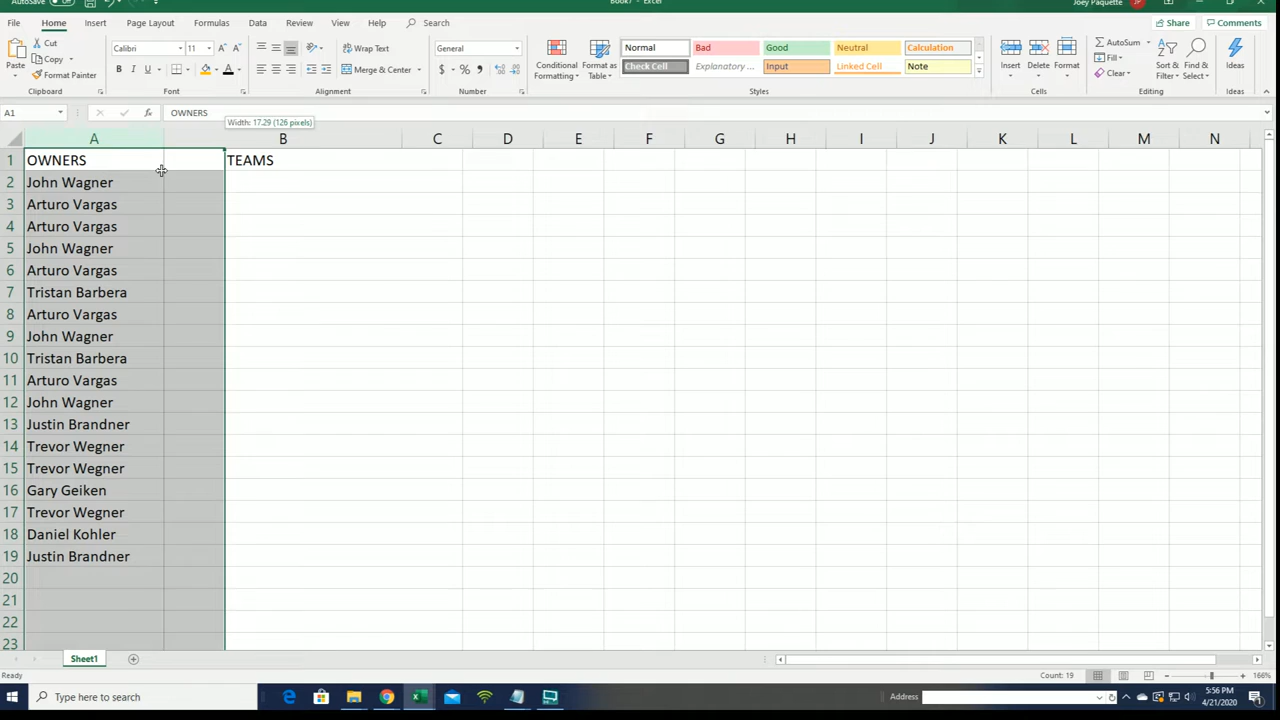 AutoSave
Book7 - Excel
Joey Paquette
JP
File Home Insert Page Layout Formulas Data Review View Help Search
Share Comments
Paste Cut Copy Format Painter
Calibri 11 A A
B I U A
Wrap Text
Merge & Center
General
$ % ,
Conditional Formatting Format as Table
Normal Bad Good Neutral Calculation
Check Cell Explanatory ... Input Linked Cell Note
Insert Delete Format
AutoSum Fill Clear
Sort & Filter Find & Select Ideas
Clipboard Font Alignment Number Styles Cells Editing Ideas
A1 fx OWNERS
Width: 17.29 (126 pixels)
A B C D E F G H I J K L M N
1 OWNERS TEAMS
2 John Wagner
3 Arturo Vargas
4 Arturo Vargas
5 John Wagner
6 Arturo Vargas
7 Tristan Barbera
8 Arturo Vargas
9 John Wagner
10 Tristan Barbera
11 Arturo Vargas
12 John Wagner
13 Justin Brandner
14 Trevor Wegner
15 Trevor Wegner
16 Gary Geiken
17 Trevor Wegner
18 Daniel Kohler
19 Justin Brandner
20
21
22
23
Sheet1
Ready Count: 19 166%
Type here to search Address 5:56 PM
4/21/2020